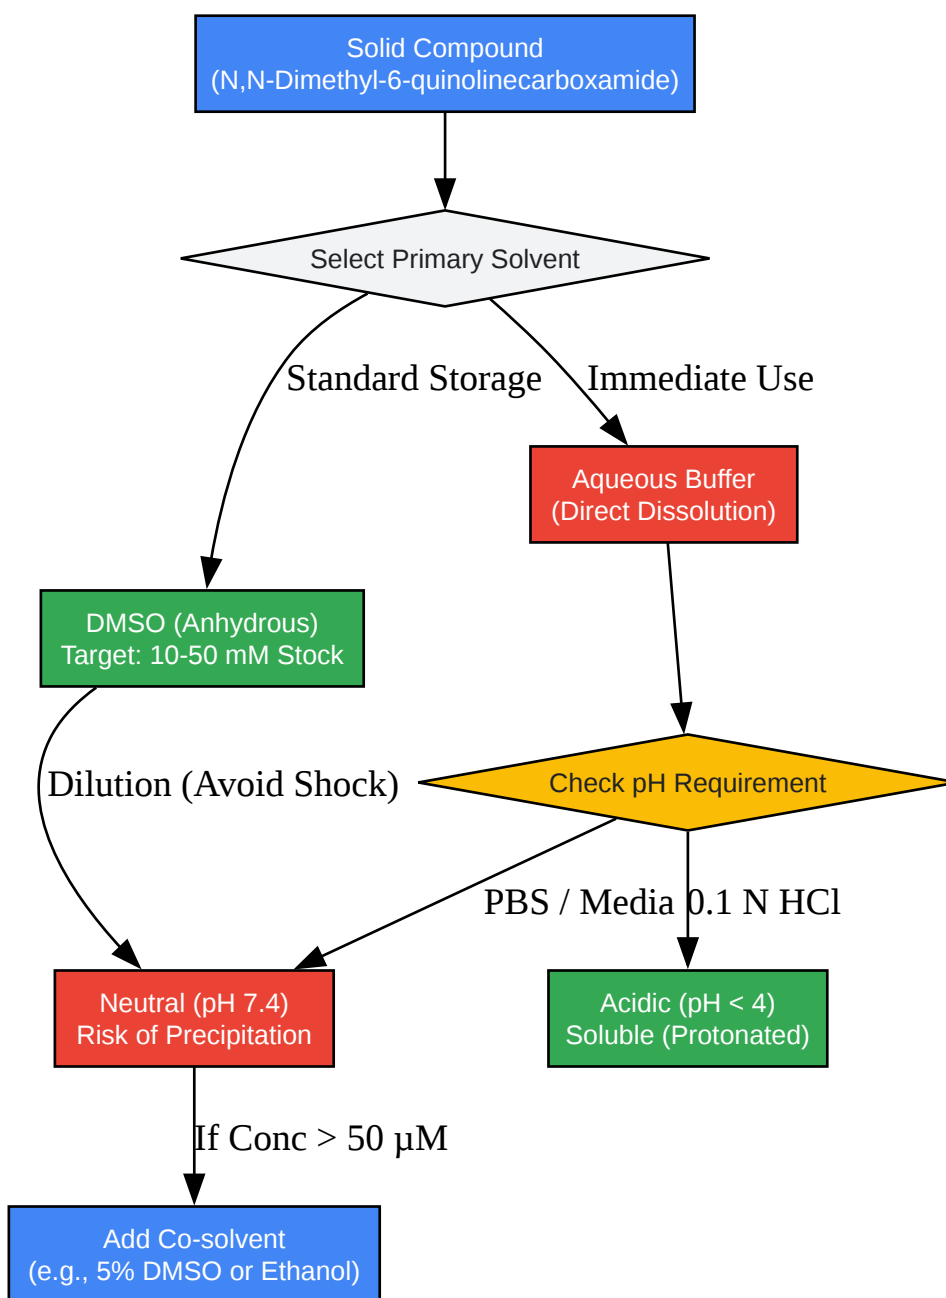 Solid Compound
(N,N-Dimethyl-6-quinolinecarboxamide)
Select Primary Solvent
Standard Storage
Immediate Use
Aqueous Buffer
(Direct Dissolution)
DMSO (Anhydrous)
Target: 10-50 mM Stock
Dilution (Avoid Shock)
Check pH Requirement
PBS / Media
0.1 N HCl
Neutral (pH 7.4)
Risk of Precipitation
Acidic (pH < 4)
Soluble (Protonated)
If Conc > 50 µM
Add Co-solvent
(e.g., 5% DMSO or Ethanol)